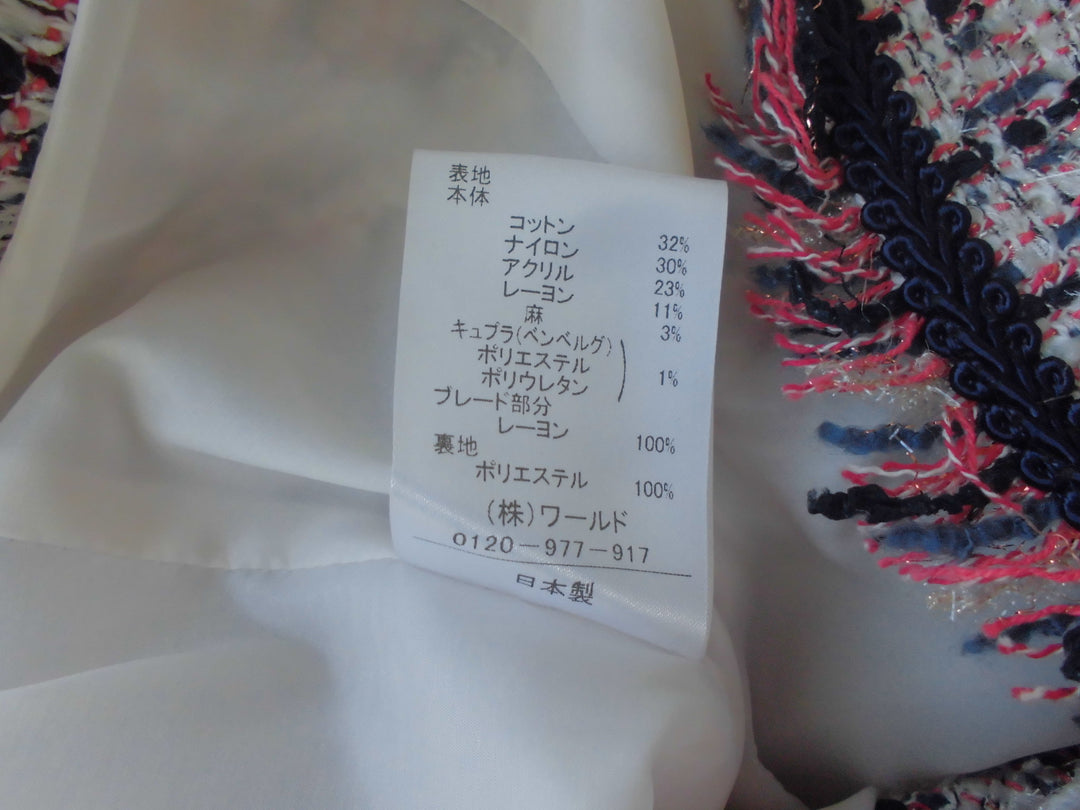 表地
本体
コットン 32%
ナイロン 30%
アクリル 23%
レーヨン 11%
麻 3%
キュプラ(ベンベルグ)
ポリエステル 1%
ポリウレタン
ブレード部分
レーヨン 100%
裏地
ポリエステル 100%
(株)ワールド
0120-977-917
日本製